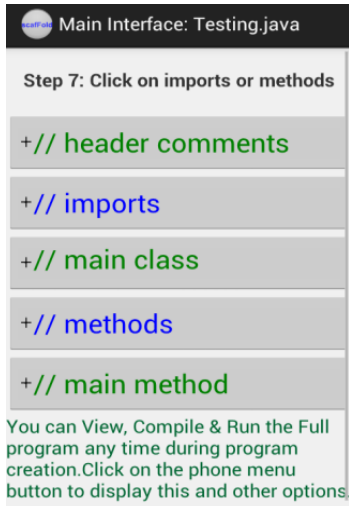 scafFold Main Interface: Testing.java
Step 7: Click on imports or methods
+// header comments
+// imports
+// main class
+// methods
+// main method
You can View, Compile & Run the Full
program any time during program
creation.Click on the phone menu
button to display this and other options.